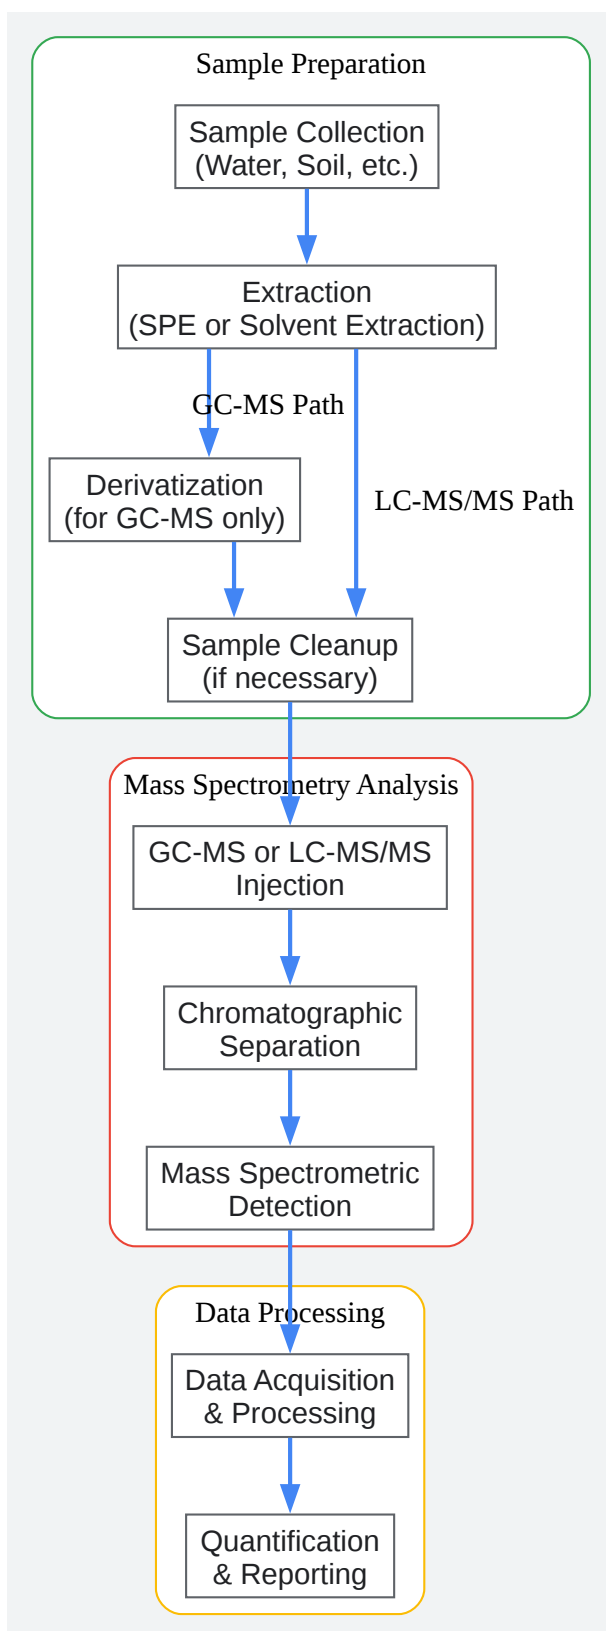 Sample Preparation
Sample Collection
(Water, Soil, etc.)
Extraction
(SPE or Solvent Extraction)
GC-MS Path
Derivatization
(for GC-MS only)
LC-MS/MS Path
Sample Cleanup
(if necessary)
Mass Spectrometry Analysis
GC-MS or LC-MS/MS
Injection
Chromatographic
Separation
Mass Spectrometric
Detection
Data Processing
Data Acquisition
& Processing
Quantification
& Reporting